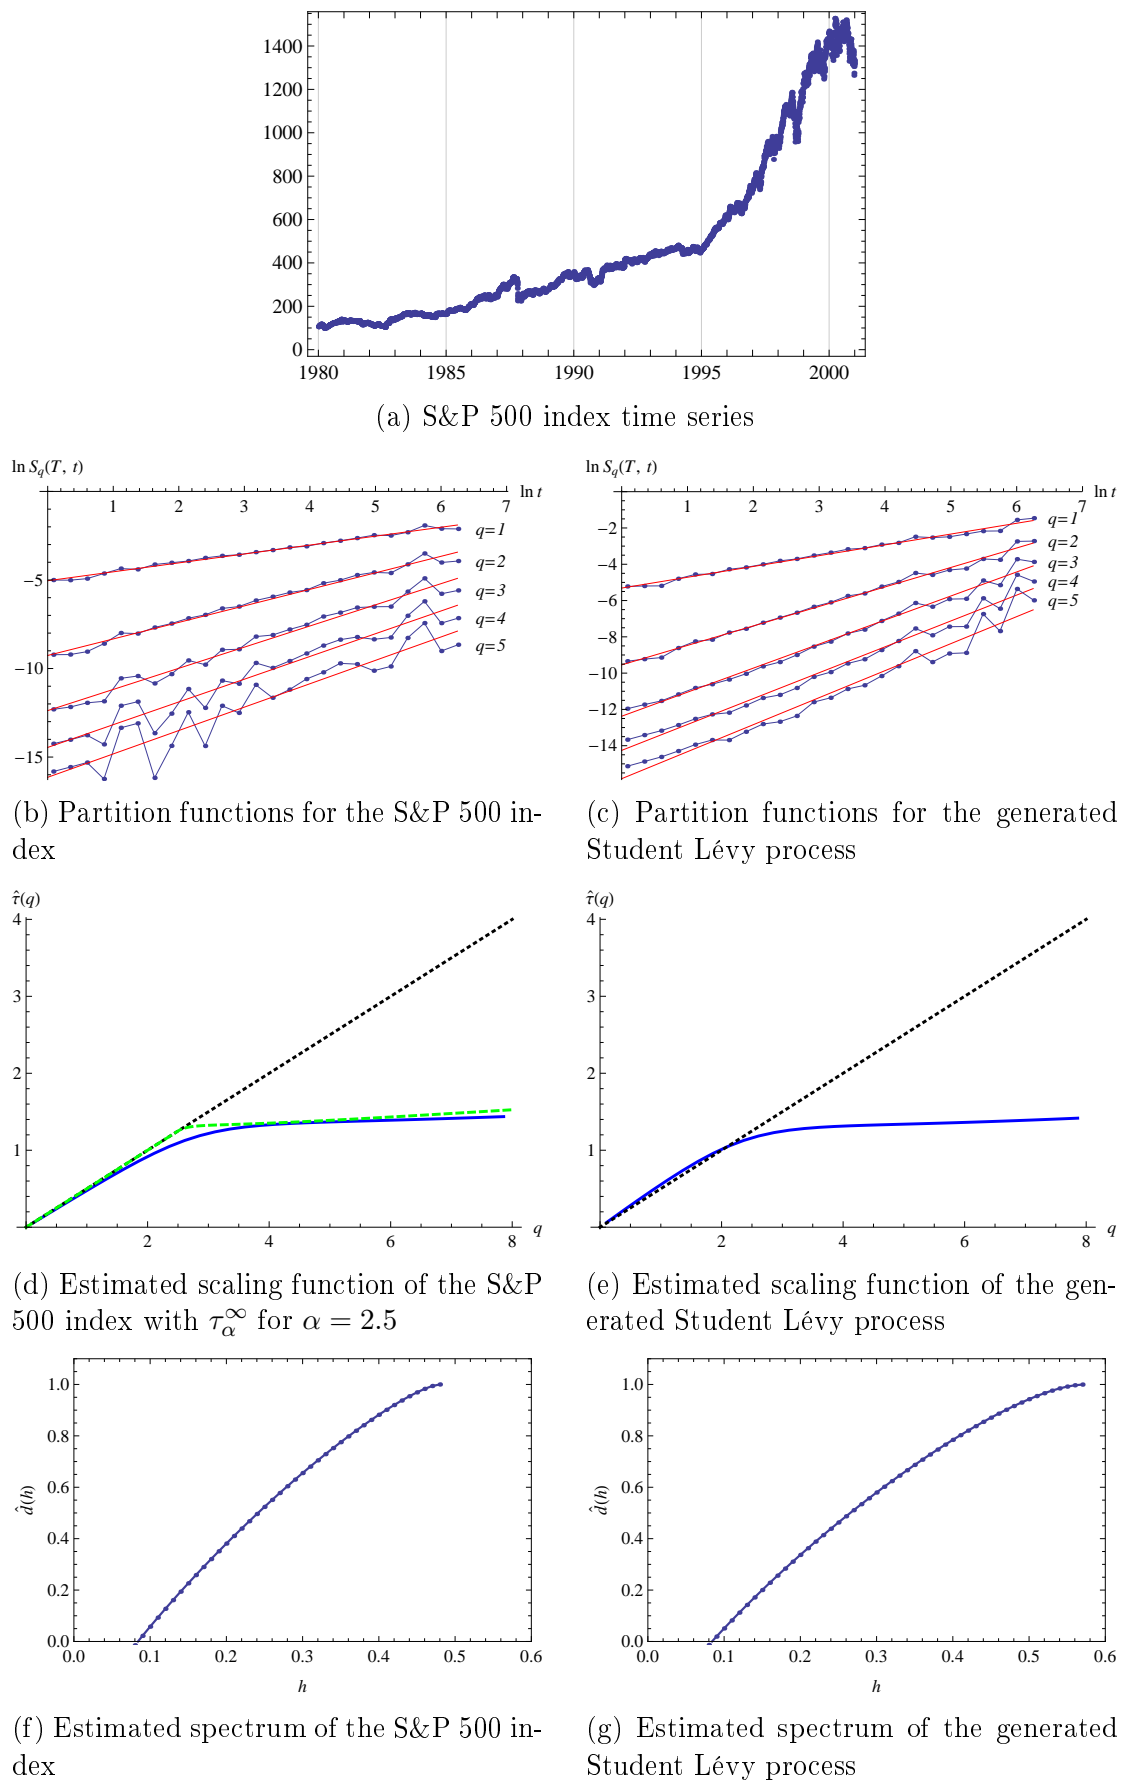 1400
1200
1000
800
600
400
200
0
1980 1985 1990 1995 2000
(a) S&P 500 index time series
ln S_q(T, t)
1 2 3 4 5 6 7 ln t
q=1
q=2
q=3
q=4
q=5
−5
−10
−15
(b) Partition functions for the S&P 500 in-
dex
ln S_q(T, t)
1 2 3 4 5 6 7 ln t
q=1
q=2
q=3
q=4
q=5
−2
−4
−6
−8
−10
−12
−14
(c) Partition functions for the generated
Student Lévy process
τ̂(q)
4
3
2
1
2 4 6 8 q
(d) Estimated scaling function of the S&P
500 index with τ_α^∞ for α = 2.5
τ̂(q)
4
3
2
1
2 4 6 8 q
(e) Estimated scaling function of the gen-
erated Student Lévy process
1.0
0.8
0.6
0.4
0.2
0.0
d̂(h)
0.0 0.1 0.2 0.3 0.4 0.5 0.6
h
(f) Estimated spectrum of the S&P 500 in-
dex
1.0
0.8
0.6
0.4
0.2
0.0
d̂(h)
0.0 0.1 0.2 0.3 0.4 0.5 0.6
h
(g) Estimated spectrum of the generated
Student Lévy process